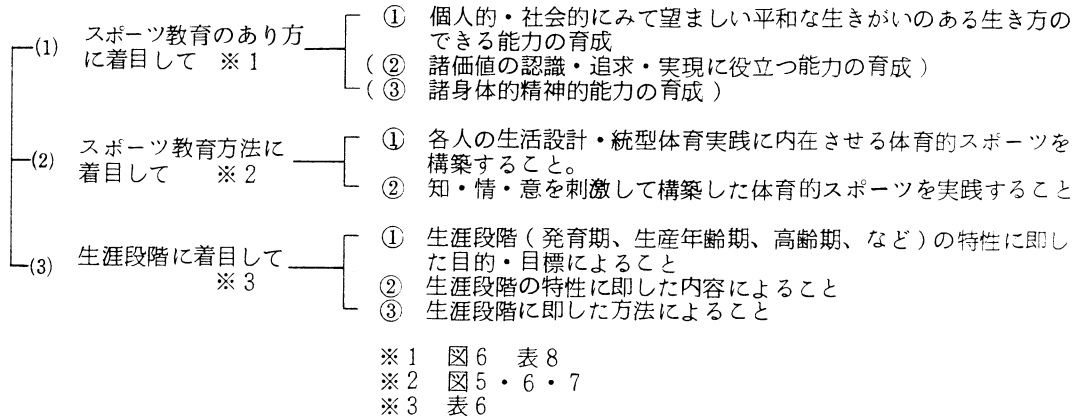 (1) スポーツ教育のあり方
に着目して ※1
① 個人的・社会的にみて望ましい平和な生きがいのある生き方の
できる能力の育成
(② 諸価値の認識・追求・実現に役立つ能力の育成)
(③ 諸身体的精神的能力の育成)
(2) スポーツ教育方法に
着目して ※2
① 各人の生活設計・統型体育実践に内在させる体育的スポーツを
構築すること。
② 知・情・意を刺激して構築した体育的スポーツを実践すること
(3) 生涯段階に着目して
※3
① 生涯段階(発育期、生産年齢期、高齢期、など)の特性に即し
た目的・目標によること
② 生涯段階の特性に即した内容によること
③ 生涯段階に即した方法によること
※1 図6 表8
※2 図5・6・7
※3 表6